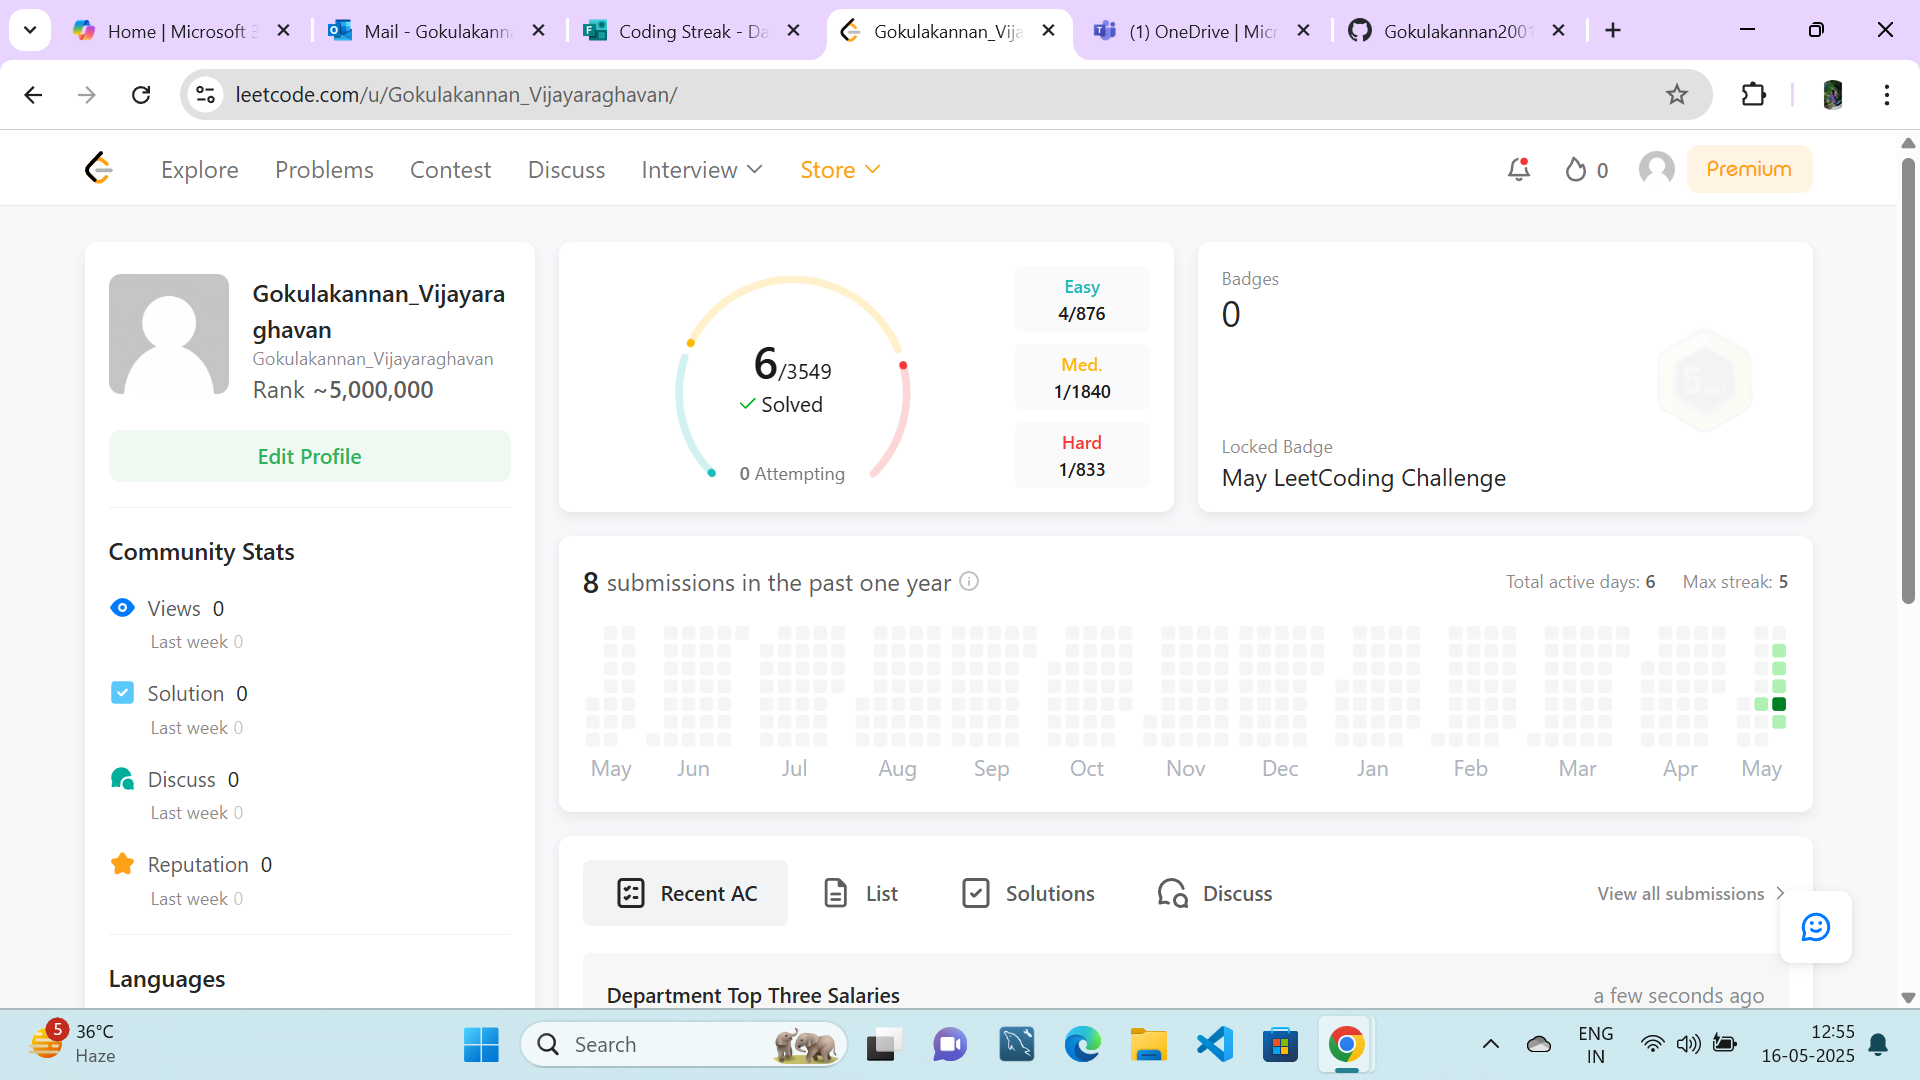 Home | Microsoft 3
Mail - Gokulakanna
Coding Streak - Da
Gokulakannan_Vija
(1) OneDrive | Micr
Gokulakannan2001
leetcode.com/u/Gokulakannan_Vijayaraghavan/
Explore Problems Contest Discuss Interview Store 0 Premium
Gokulakannan_Vijayara
ghavan
Gokulakannan_Vijayaraghavan
Rank ~5,000,000
Edit Profile
Community Stats
Views 0
Last week 0
Solution 0
Last week 0
Discuss 0
Last week 0
Reputation 0
Last week 0
Languages
6/3549
Solved
0 Attempting
Easy
4/876
Med.
1/1840
Hard
1/833
Badges
0
5
MAY
Locked Badge
May LeetCoding Challenge
8 submissions in the past one year
Total active days: 6 Max streak: 5
May Jun Jul Aug Sep Oct Nov Dec Jan Feb Mar Apr May
Recent AC List Solutions Discuss View all submissions
Department Top Three Salaries a few seconds ago
5
36°C
Haze
Search
ENG
IN
12:55
16-05-2025